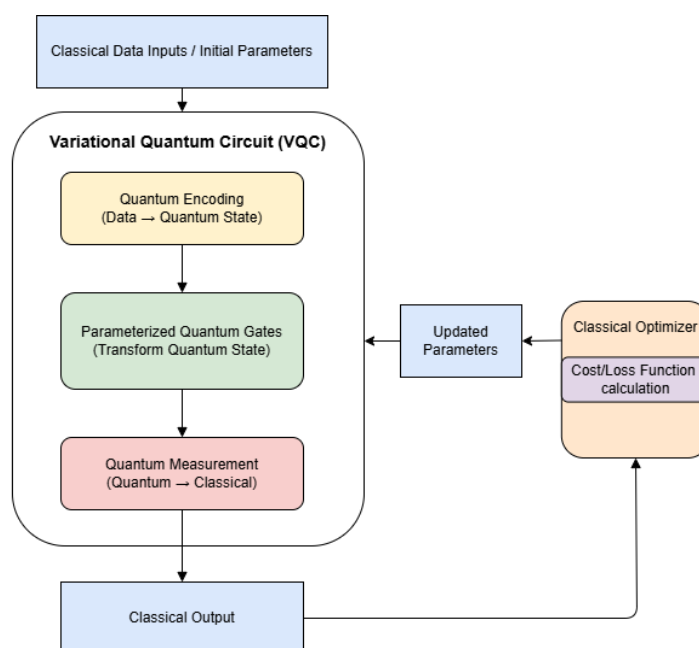 Classical Data Inputs / Initial Parameters
Variational Quantum Circuit (VQC)
Quantum Encoding
(Data → Quantum State)
Parameterized Quantum Gates
(Transform Quantum State)
Quantum Measurement
(Quantum → Classical)
Classical Output
Updated
Parameters
Classical Optimizer
Cost/Loss Function
calculation